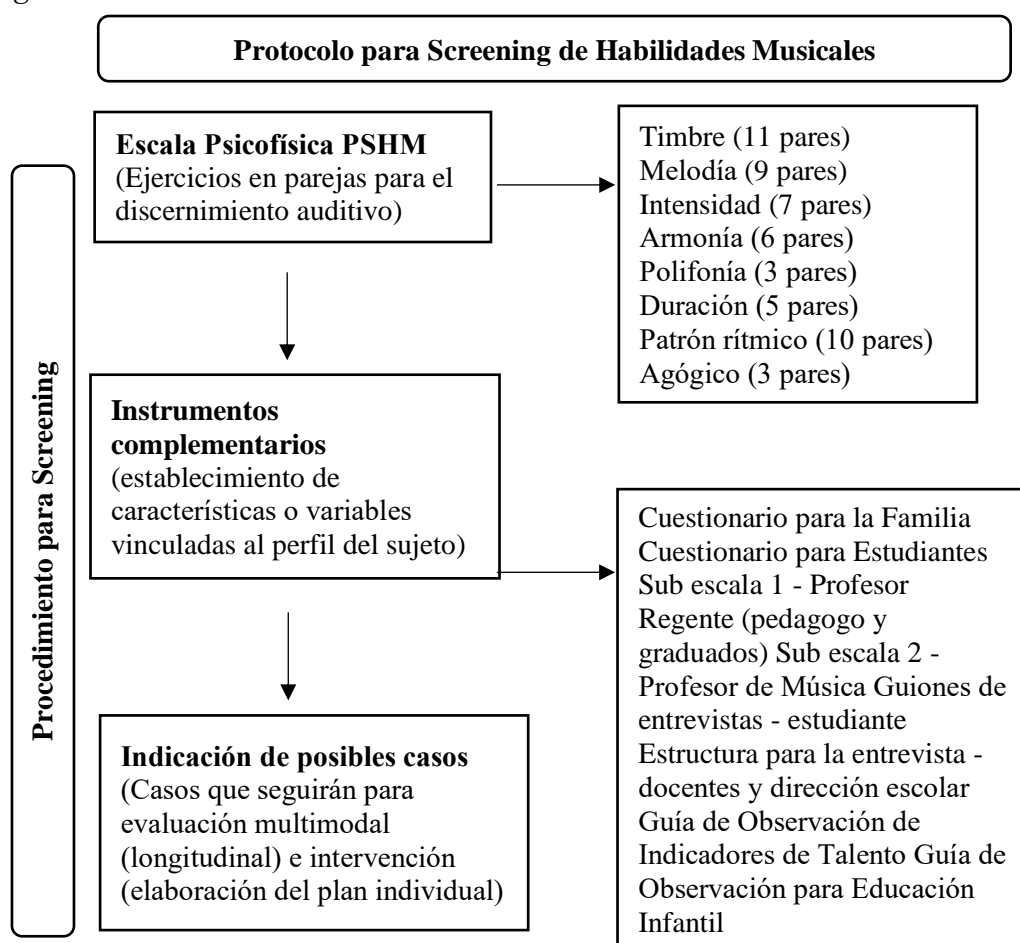 Protocolo para Screening de Habilidades Musicales
Procedimiento para Screening
Escala Psicofísica PSHM
(Ejercicios en parejas para el
discernimiento auditivo)
Timbre (11 pares)
Melodía (9 pares)
Intensidad (7 pares)
Armonía (6 pares)
Polifonía (3 pares)
Duración (5 pares)
Patrón rítmico (10 pares)
Agógico (3 pares)
Instrumentos
complementarios
(establecimiento de
características o variables
vinculadas al perfil del sujeto)
Cuestionario para la Familia
Cuestionario para Estudiantes
Sub escala 1 - Profesor
Regente (pedagogo y
graduados) Sub escala 2 -
Profesor de Música Guiones de
entrevistas - estudiante
Estructura para la entrevista -
docentes y dirección escolar
Guía de Observación de
Indicadores de Talento Guía de
Observación para Educación
Infantil
Indicación de posibles casos
(Casos que seguirán para
evaluación multimodal
(longitudinal) e intervención
(elaboración del plan individual)